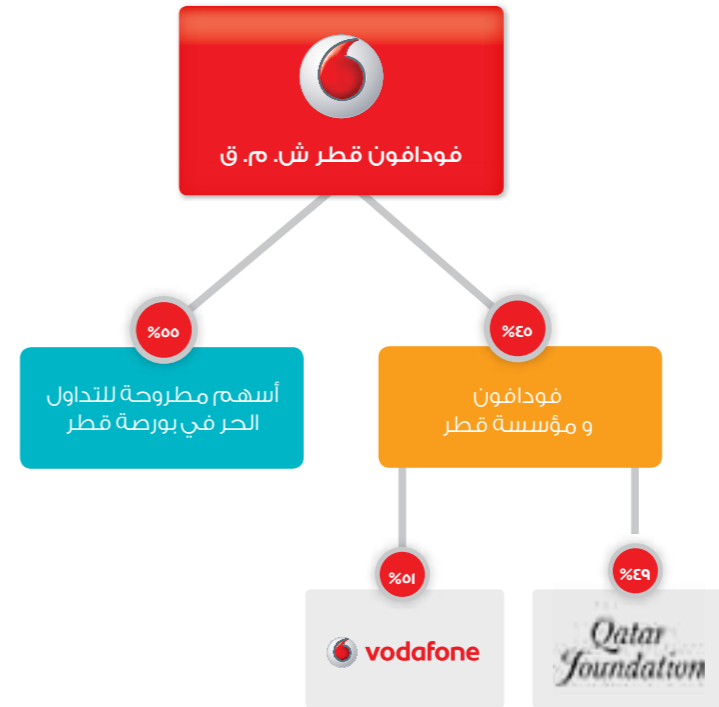 فودافون قطر ش. م. ق
%٤٥
%٥٥
فودافون
و مؤسسة قطر
أسهم مطروحة للتداول
الحر في بورصة قطر
%٤٩
%٥١
Qatar
Foundation
vodafone